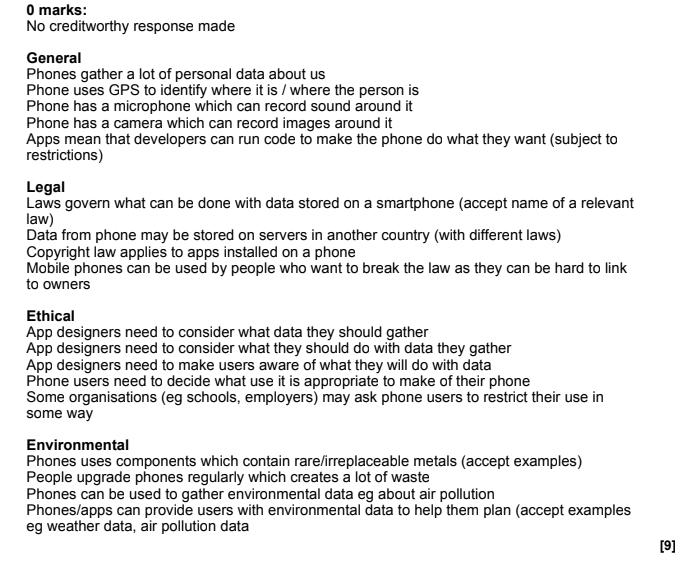 0 marks:
No creditworthy response made
General
Phones gather a lot of personal data about us
Phone uses GPS to identify where it is / where the person is
Phone has a microphone which can record sound around it
Phone has a camera which can record images around it
Apps mean that developers can run code to make the phone do what they want (subject to
restrictions)
Legal
Laws govern what can be done with data stored on a smartphone (accept name of a relevant
law)
Data from phone may be stored on servers in another country (with different laws)
Copyright law applies to apps installed on a phone
Mobile phones can be used by people who want to break the law as they can be hard to link
to owners
Ethical
App designers need to consider what data they should gather
App designers need to consider what they should do with data they gather
App designers need to make users aware of what they will do with data
Phone users need to decide what use it is appropriate to make of their phone
Some organisations (eg schools, employers) may ask phone users to restrict their use in
some way
Environmental
Phones uses components which contain rare/irreplaceable metals (accept examples)
People upgrade phones regularly which creates a lot of waste
Phones can be used to gather environmental data eg about air pollution
Phones/apps can provide users with environmental data to help them plan (accept examples
eg weather data, air pollution data
[9]